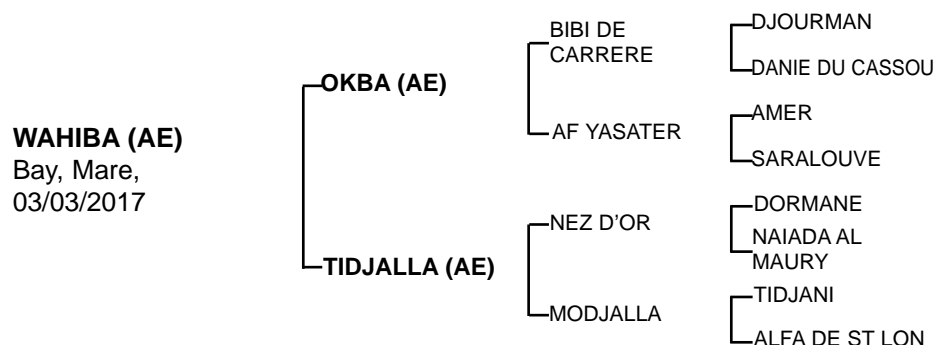 WAHIBA (AE)
Bay, Mare,
03/03/2017
OKBA (AE)
TIDJALLA (AE)
BIBI DE
CARRERE
AF YASATER
NEZ D'OR
MODJALLA
DJOURMAN
DANIE DU CASSOU
AMER
SARALOUVE
DORMANE
NAIADA AL
MAURY
TIDJANI
ALFA DE ST LON